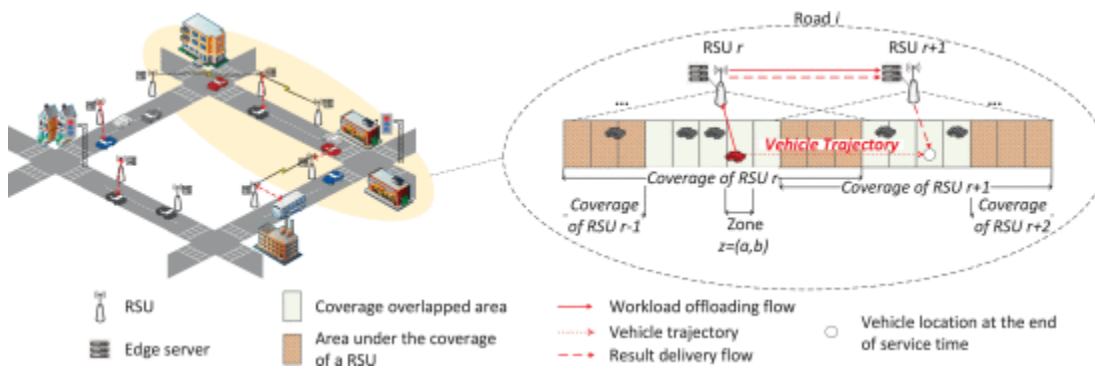 Road i
RSU r
RSU r+1
...
...
Vehicle Trajectory
Coverage of RSU r
Coverage of RSU r+1
Coverage
of RSU r-1
Zone
z=(a,b)
Coverage
of RSU r+2
RSU
Edge server
Coverage overlapped area
Area under the coverage
of a RSU
Workload offloading flow
Vehicle trajectory
Result delivery flow
Vehicle location at the end
of service time